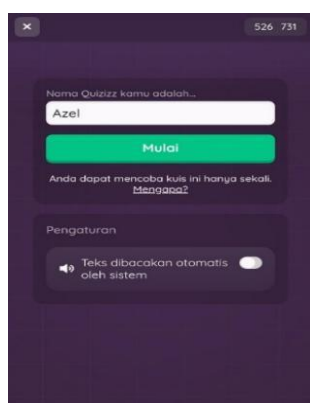 × 526 731
Nama Quizizz kamu adalah...
Azel
Mulai
Anda dapat mencoba kuis ini hanya sekali.
Mengapa?
Pengaturan
Teks dibacakan otomatis
oleh sistem